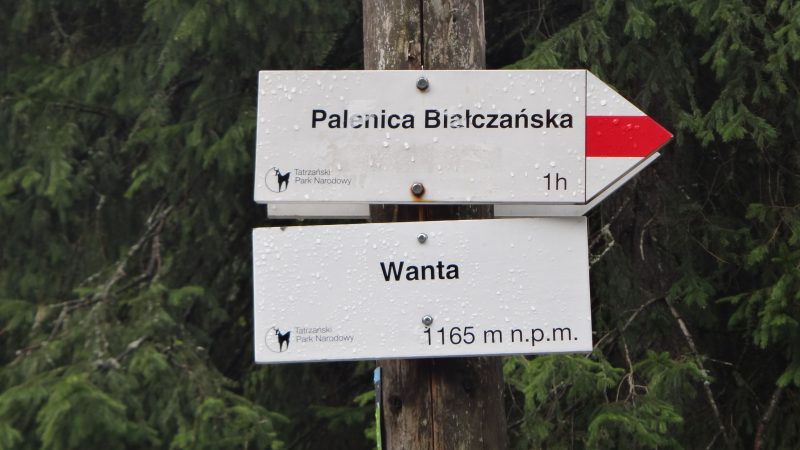 Palenica Białczańska
Tatrzański
Park Narodowy
1h
Wanta
Tatrzański
Park Narodowy
1165 m n.p.m.